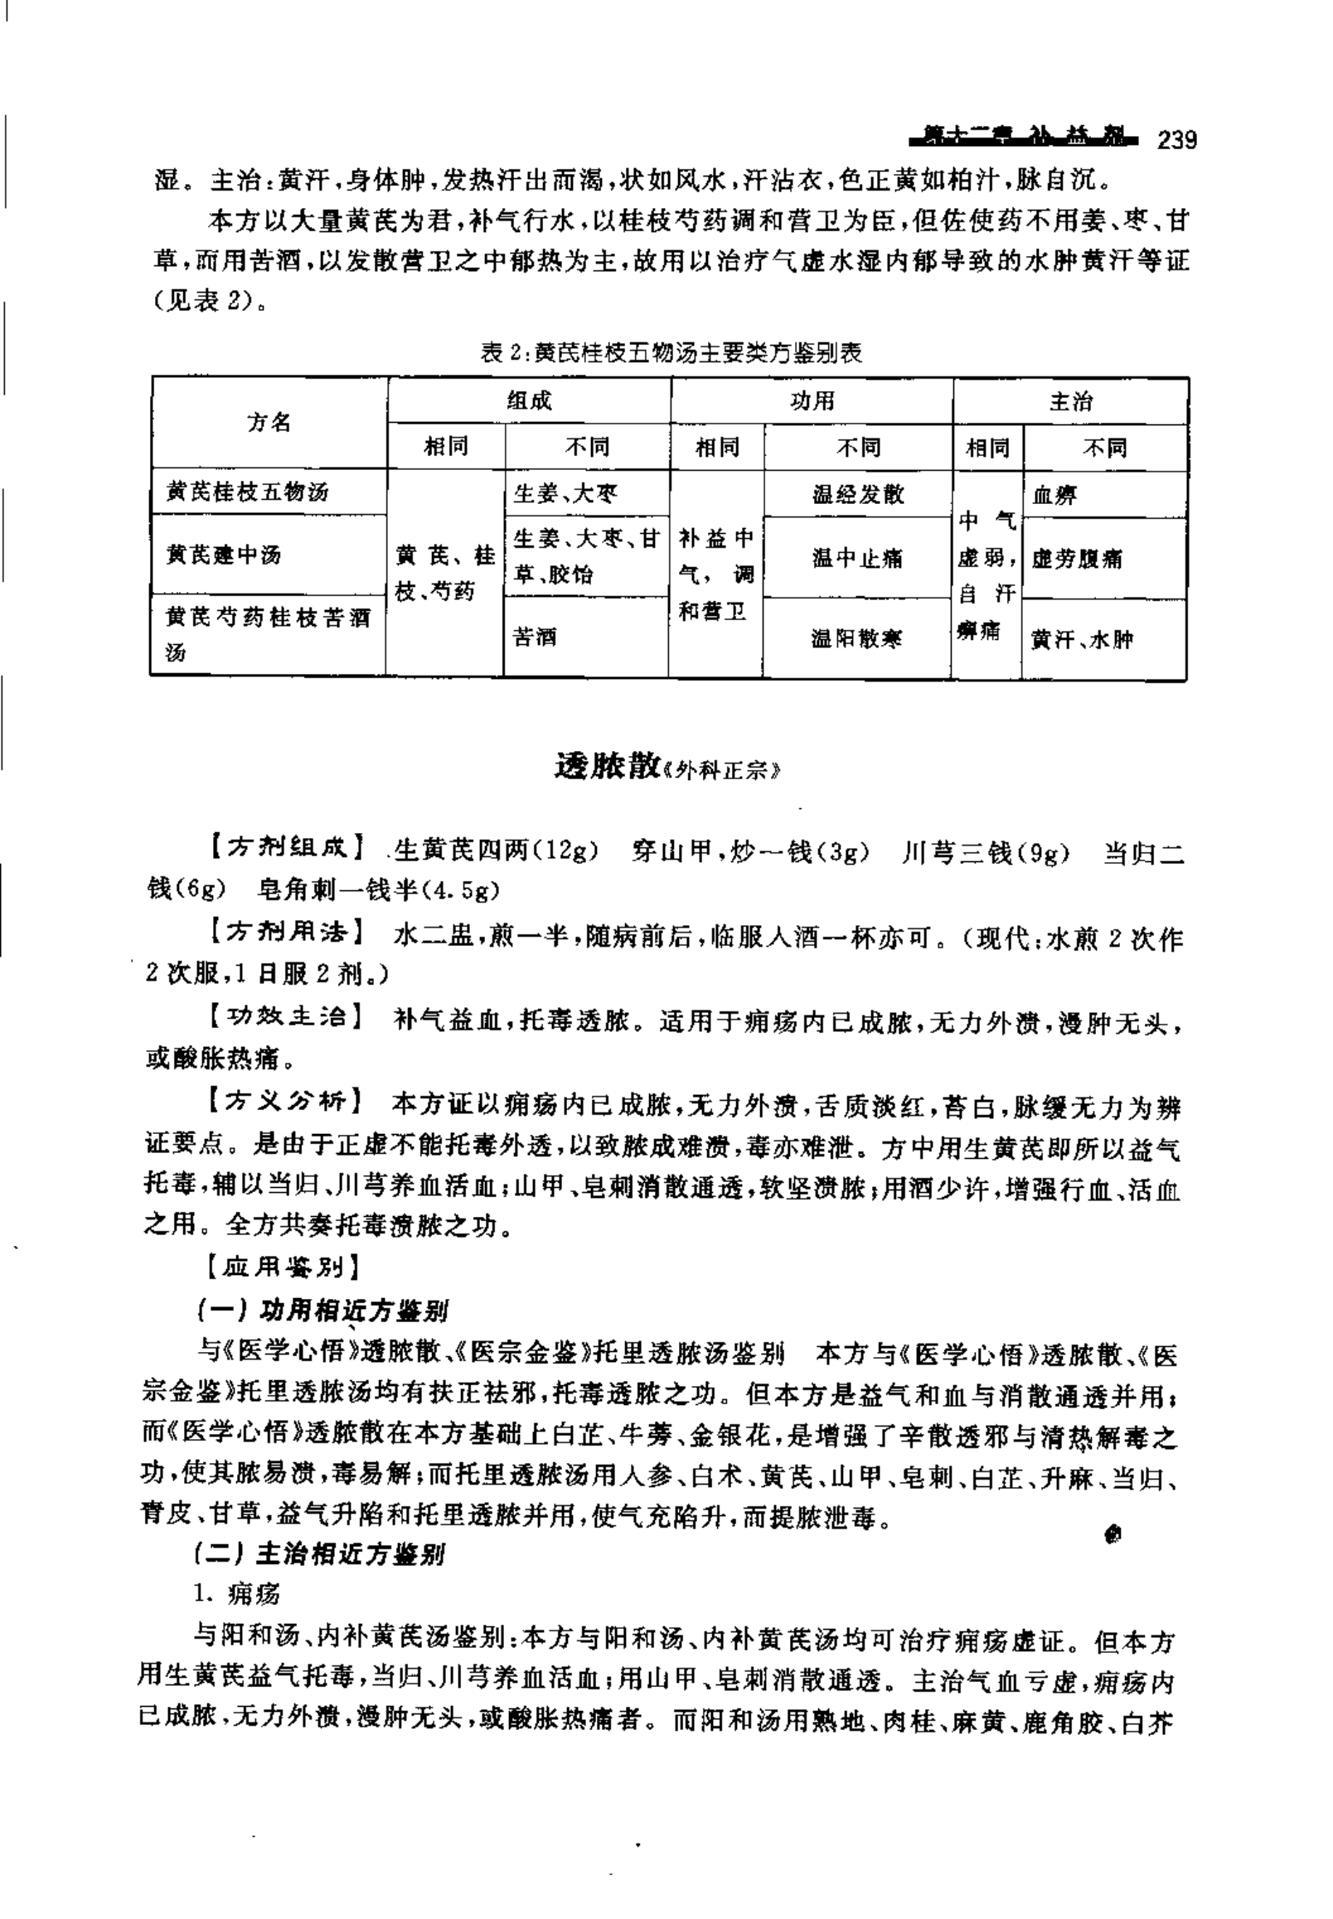 第十二章 补益剂 239
湿。主治:黄汗,身体肿,发热汗出而渴,状如风水,汗沾衣,色正黄如柏汁,脉自沉。
本方以大量黄芪为君,补气行水,以桂枝芍药调和营卫为臣,但佐使药不用姜、枣、甘
草,而用苦酒,以发散营卫之中郁热为主,故用以治疗气虚水湿内郁导致的水肿黄汗等证
(见表 2)。
表 2:黄芪桂枝五物汤主要类方鉴别表
方名 组成 功用 主治
相同 不同 相同 不同 相同 不同
黄芪桂枝五物汤 生姜、大枣 温经发散 血痹
黄芪建中汤 生姜、大枣、甘草、胶饴 温中止痛 虚劳腹痛
黄芪、桂枝、芍药 补益中气,调和营卫 中气虚弱,自汗痹痛
黄芪芍药桂枝苦酒汤 苦酒 温阳散寒 黄汗、水肿
透脓散《外科正宗》
【方剂组成】 生黄芪四两(12g) 穿山甲,炒一钱(3g) 川芎三钱(9g) 当归二
钱(6g) 皂角刺一钱半(4.5g)
【方剂用法】 水二盅,煎一半,随病前后,临服入酒一杯亦可。(现代:水煎 2 次作
2 次服,1 日服 2 剂。)
【功效主治】 补气益血,托毒透脓。适用于痈疡内已成脓,无力外溃,漫肿无头,
或酸胀热痛。
【方义分析】 本方证以痈疡内已成脓,无力外溃,舌质淡红,苔白,脉缓无力为辨
证要点。是由于正虚不能托毒外透,以致脓成难溃,毒亦难泄。方中用生黄芪即所以益气
托毒,辅以当归、川芎养血活血;山甲、皂刺消散通透,软坚溃脓;用酒少许,增强行血、活血
之用。全方共奏托毒溃脓之功。
【应用鉴别】
(一)功用相近方鉴别
与《医学心悟》透脓散、《医宗金鉴》托里透脓汤鉴别 本方与《医学心悟》透脓散、《医
宗金鉴》托里透脓汤均有扶正祛邪,托毒透脓之功。但本方是益气和血与消散通透并用;
而《医学心悟》透脓散在本方基础上白芷、牛蒡、金银花,是增强了辛散透邪与清热解毒之
功,使其脓易溃,毒易解;而托里透脓汤用人参、白术、黄芪、山甲、皂刺、白芷、升麻、当归、
青皮、甘草,益气升陷和托里透脓并用,使气充陷升,而提脓泄毒。
(二)主治相近方鉴别
1. 痈疡
与阳和汤、内补黄芪汤鉴别:本方与阳和汤、内补黄芪汤均可治疗痈疡虚证。但本方
用生黄芪益气托毒,当归、川芎养血活血;用山甲、皂刺消散通透。主治气血亏虚,痈疡内
已成脓,无力外溃,漫肿无头,或酸胀热痛者。而阳和汤用熟地、肉桂、麻黄、鹿角胶、白芥